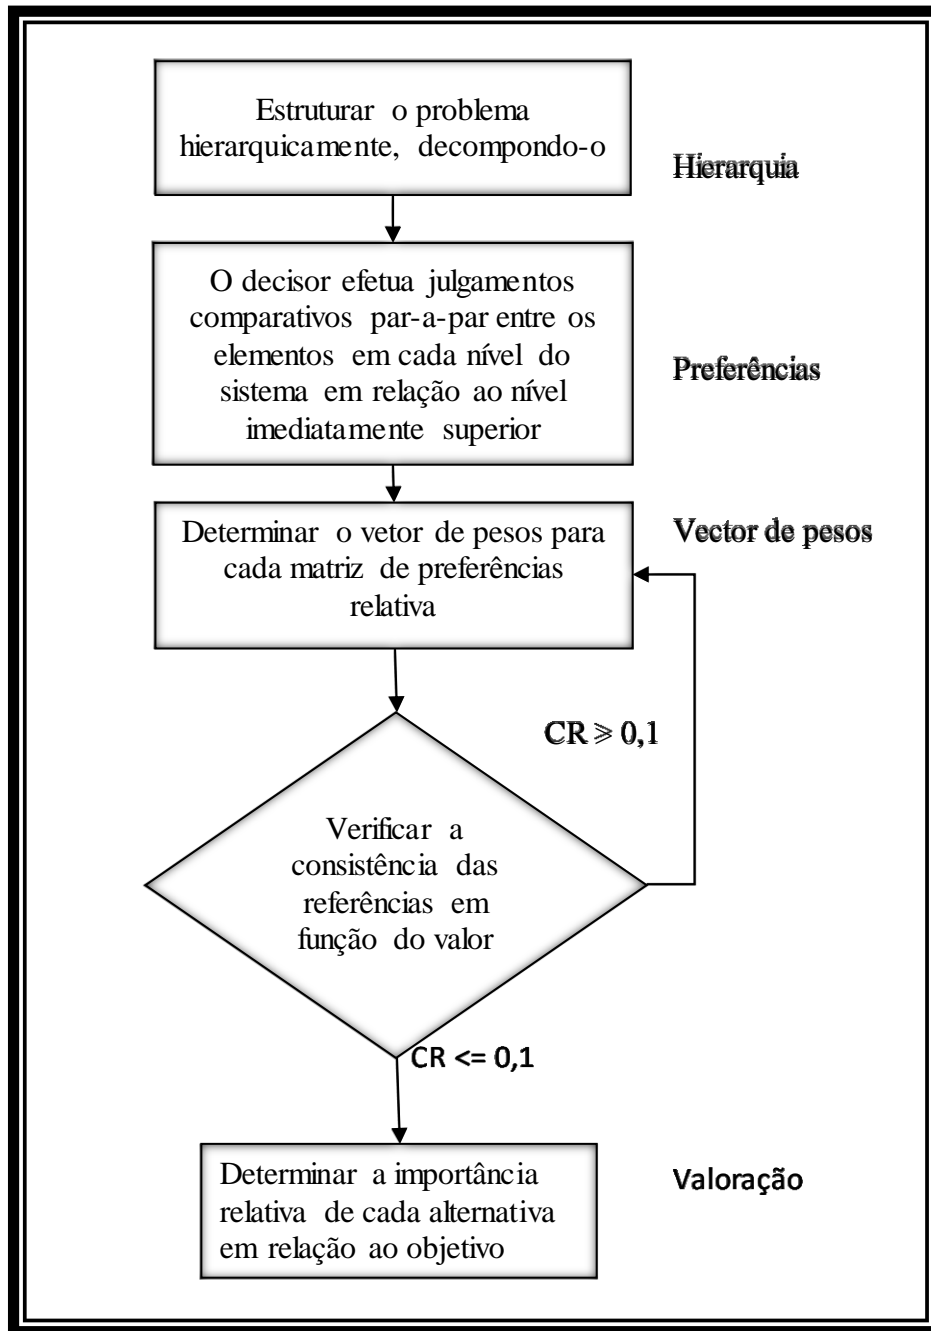 Estruturar o problema
hierarquicamente, decompondo-o
Hierarquia
O decisor efetua julgamentos
comparativos par-a-par entre os
elementos em cada nível do
sistema em relação ao nível
imediatamente superior
Preferências
Determinar o vetor de pesos para
cada matriz de preferências
relativa
Vector de pesos
CR > 0,1
Verificar a
consistência das
referências em
função do valor
CR <= 0,1
Determinar a importância
relativa de cada alternativa
em relação ao objetivo
Valoração